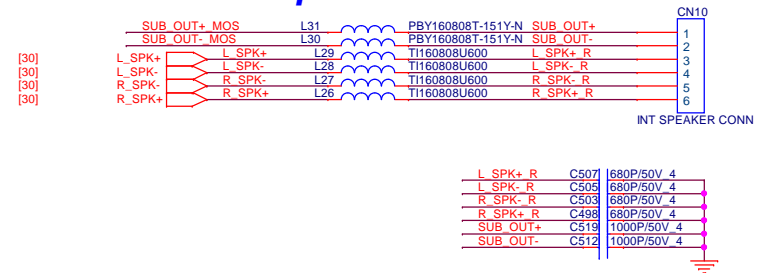 CN10
SUB_OUT+_MOS L31 PBY160808T-151Y-N SUB_OUT+ 1
SUB_OUT-_MOS L30 PBY160808T-151Y-N SUB_OUT- 2
[30] L_SPK+ L_SPK+ L29 TI160808U600 L_SPK+_R 3
[30] L_SPK- L_SPK- L28 TI160808U600 L_SPK-_R 4
[30] R_SPK- R_SPK- L27 TI160808U600 R_SPK-_R 5
[30] R_SPK+ R_SPK+ L26 TI160808U600 R_SPK+_R 6
INT SPEAKER CONN
L_SPK+_R C507 680P/50V_4
L_SPK-_R C505 680P/50V_4
R_SPK-_R C503 680P/50V_4
R_SPK+_R C498 680P/50V_4
SUB_OUT+ C519 1000P/50V_4
SUB_OUT- C512 1000P/50V_4